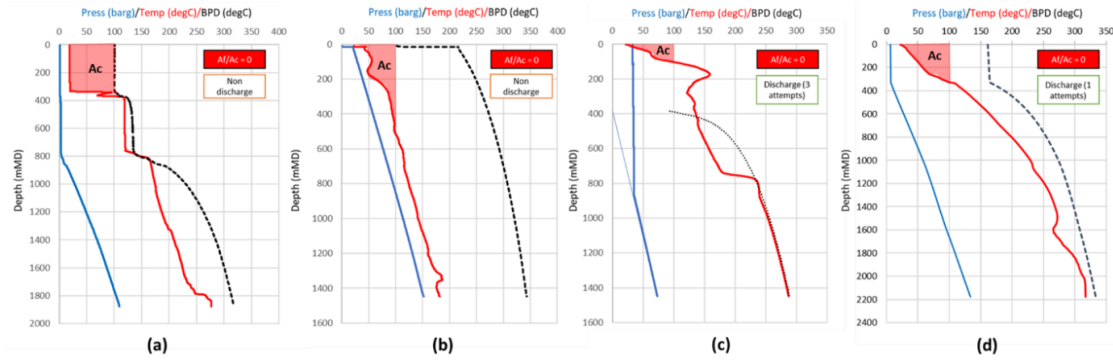 Press (barg)/Temp (degC)/BPD (degC)
0 50 100 150 200 250 300 350 400
Depth (mMD)
0
200
400
600
800
1000
1200
1400
1600
1800
2000
Ac
Af/Ac = 0
Non
discharge
(a)
Press (barg)/Temp (degC)/BPD (degC)
0 50 100 150 200 250 300 350 400
Depth (mMD)
0
200
400
600
800
1000
1200
1400
1600
Ac
Af/Ac = 0
Non
discharge
(b)
Press (barg)/Temp (degC)/BPD (degC)
0 50 100 150 200 250 300 350
Depth (mMD)
0
200
400
600
800
1000
1200
1400
1600
Ac
Af/Ac = 0
Discharge (3
attempts)
(c)
Press (barg)/Temp (degC)/BPD (degC)
0 50 100 150 200 250 300 350
Depth (mMD)
0
200
400
600
800
1000
1200
1400
1600
1800
2000
2200
2400
Ac
Af/Ac = 0
Discharge (1
attempts)
(d)